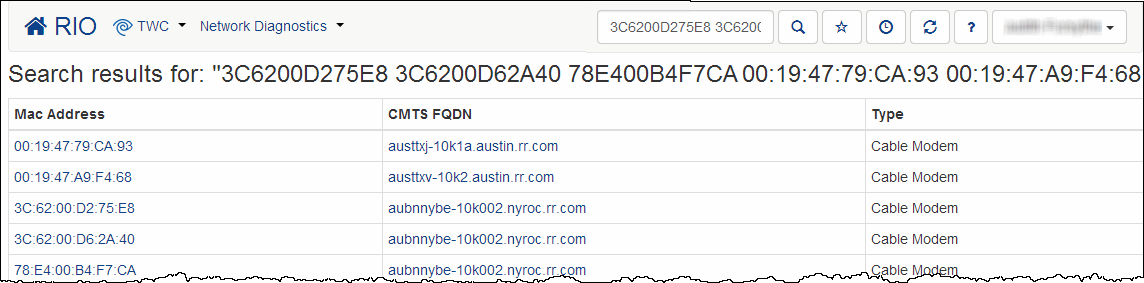 RIO TWC Network Diagnostics 3C6200D275E8 3C6200 ?
Search results for: "3C6200D275E8 3C6200D62A40 78E400B4F7CA 00:19:47:79:CA:93 00:19:47:A9:F4:68
Mac Address CMTS FQDN Type
00:19:47:79:CA:93 austtxj-10k1a.austin.rr.com Cable Modem
00:19:47:A9:F4:68 austtxv-10k2.austin.rr.com Cable Modem
3C:62:00:D2:75:E8 aubnnybe-10k002.nyroc.rr.com Cable Modem
3C:62:00:D6:2A:40 aubnnybe-10k002.nyroc.rr.com Cable Modem
78:E4:00:B4:F7:CA aubnnybe-10k002.nyroc.rr.com Cable Modem